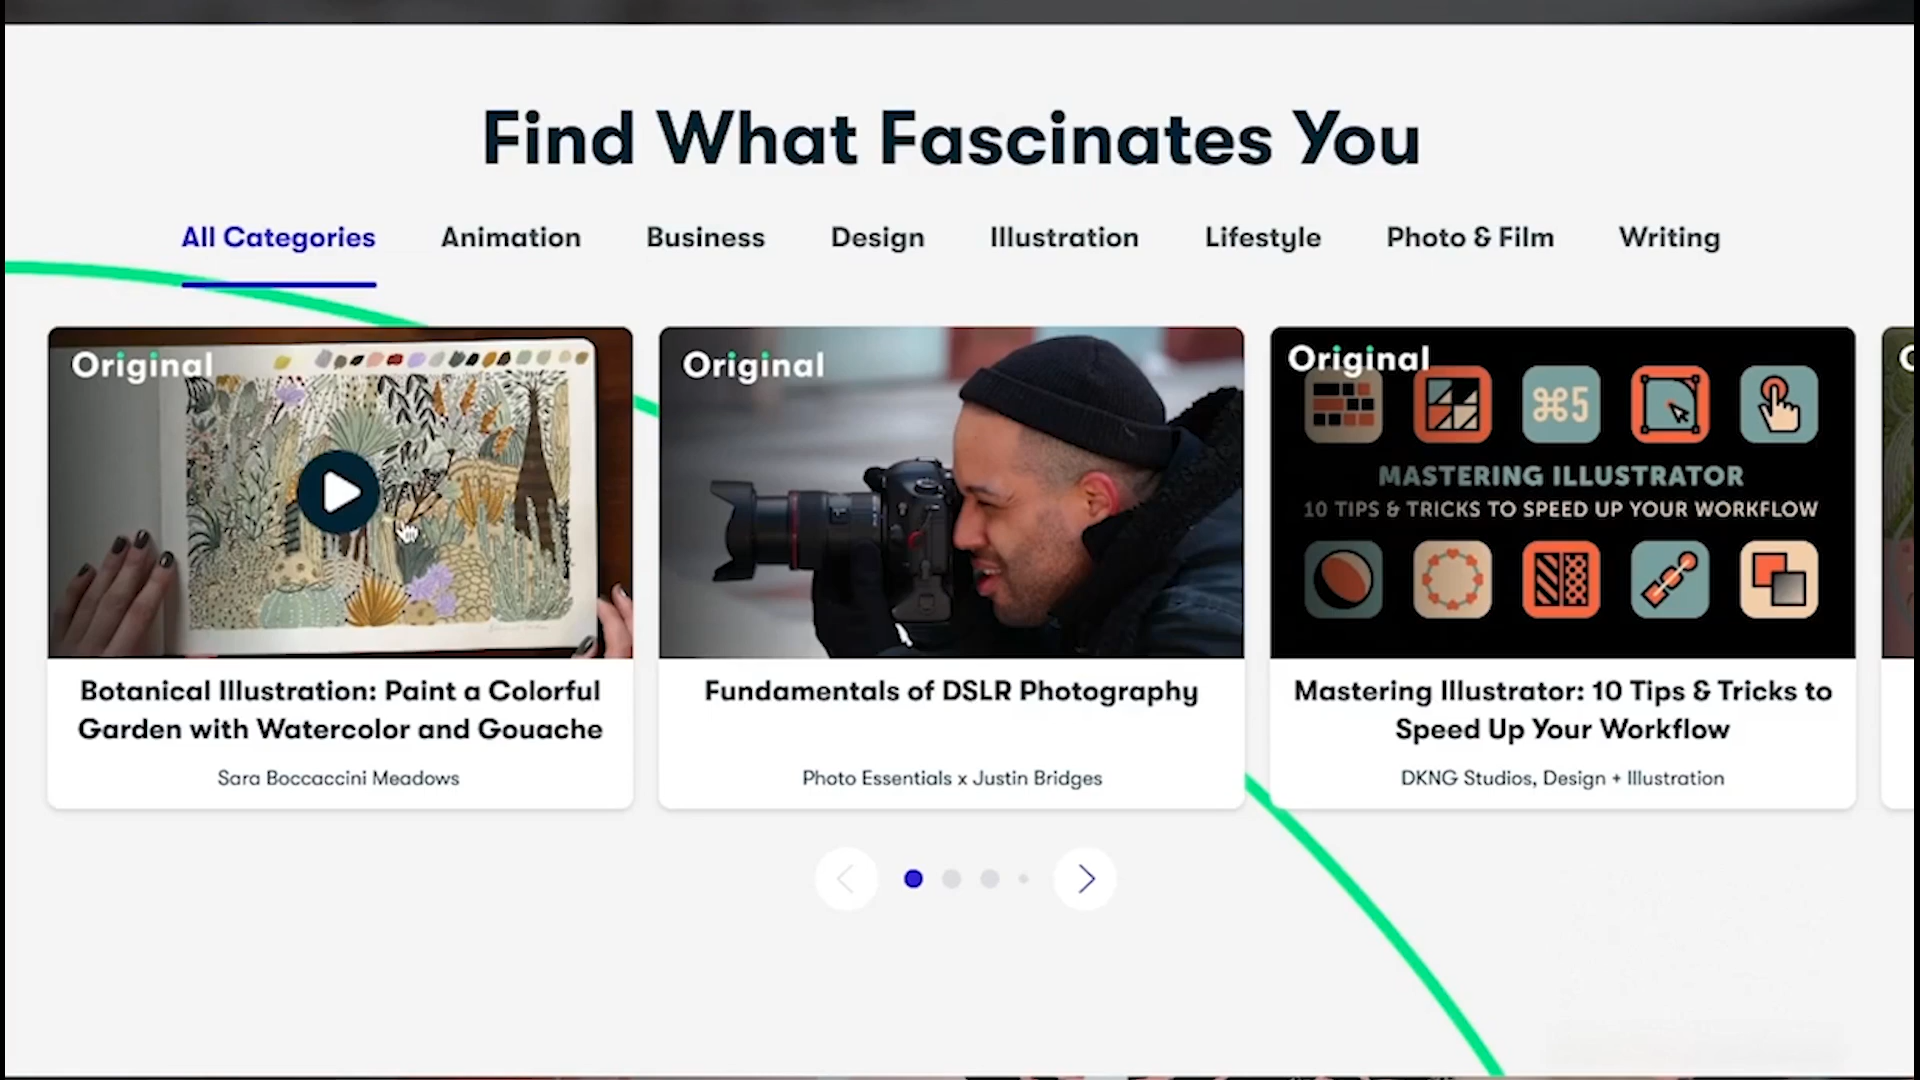 Find What Fascinates You
All Categories Animation Business Design Illustration Lifestyle Photo & Film Writing
Original
Botanical Illustration: Paint a Colorful
Garden with Watercolor and Gouache
Sara Boccaccini Meadows
Original
Fundamentals of DSLR Photography
Photo Essentials x Justin Bridges
Original
⌘5
MASTERING ILLUSTRATOR
10 TIPS & TRICKS TO SPEED UP YOUR WORKFLOW
Mastering Illustrator: 10 Tips & Tricks to
Speed Up Your Workflow
DKNG Studios, Design + Illustration